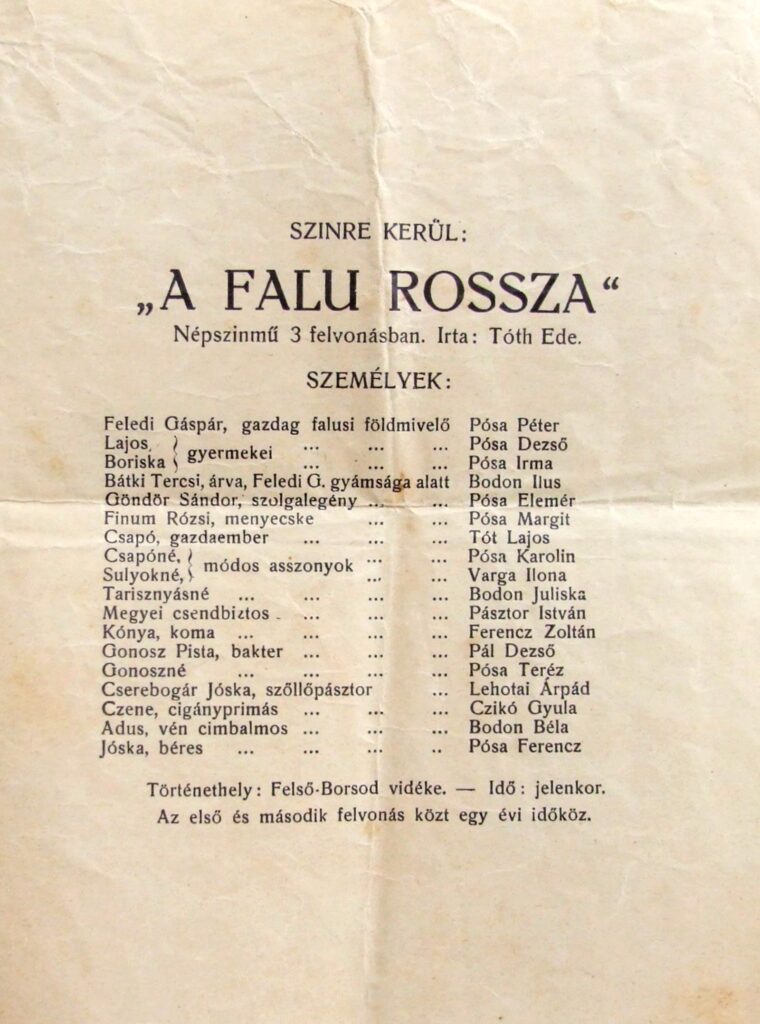 SZINRE KERÜL:
„A FALU ROSSZA“
Népszinmű 3 felvonásban. Irta: Tóth Ede.
SZEMÉLYEK:
Feledi Gáspár, gazdag falusi földmivelő Pósa Péter
Lajos, } gyermekei ... ... ... Pósa Dezső
Boriska } ... ... ... Pósa Irma
Bátki Tercsi, árva, Feledi G. gyámsága alatt Bodon Ilus
Göndör Sándor, szolgalegény ... ... Pósa Elemér
Finum Rózsi, menyecske ... ... Pósa Margit
Csapó, gazdaember ... ... ... Tót Lajos
Csapóné, } módos asszonyok ... ... Pósa Karolin
Sulyokné, } ... ... Varga Ilona
Tarisznyásné ... ... ... ... Bodon Juliska
Megyei csendbiztos . ... ... ... Pásztor István
Kónya, koma ... ... ... ... Ferencz Zoltán
Gonosz Pista, bakter ... ... ... Pál Dezső
Gonoszné ... ... ... ... Pósa Teréz
Cserebogár Jóska, szőllőpásztor ... Lehotai Árpád
Czene, cigányprimás ... ... ... Czikó Gyula
Adus, vén cimbalmos ... ... ... Bodon Béla
Jóska, béres ... ... ... .. Pósa Ferencz
Történethely: Felső-Borsod vidéke. — Idő: jelenkor.
Az első és második felvonás közt egy évi időköz.